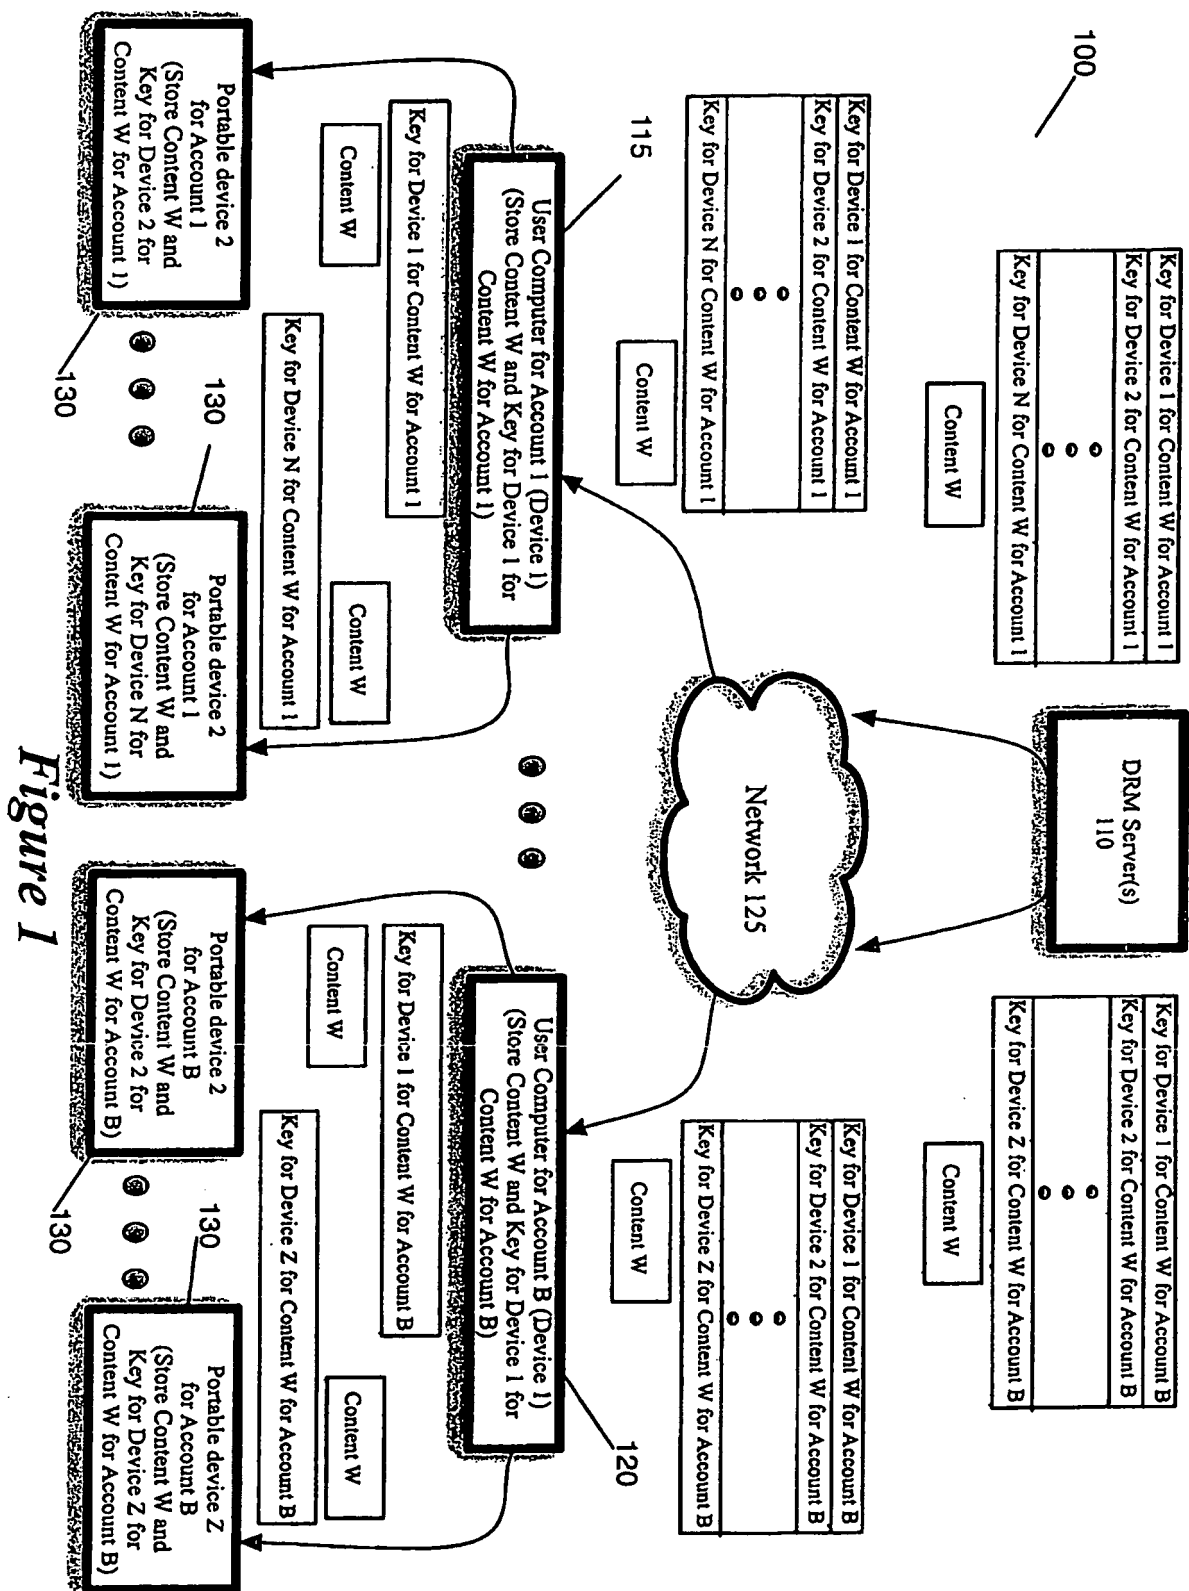 100
DRM Server(s)
110
Key for Device 1 for Content W for Account 1
Key for Device 2 for Content W for Account 1
Key for Device N for Content W for Account 1
Content W
Key for Device 1 for Content W for Account B
Key for Device 2 for Content W for Account B
Key for Device Z for Content W for Account B
Content W
Network 125
Key for Device 1 for Content W for Account 1
Key for Device 2 for Content W for Account 1
Key for Device N for Content W for Account 1
Content W
Key for Device 1 for Content W for Account B
Key for Device 2 for Content W for Account B
Key for Device Z for Content W for Account B
Content W
115
User Computer for Account 1 (Device 1)
(Store Content W and Key for Device 1 for
Content W for Account 1)
120
User Computer for Account B (Device 1)
(Store Content W and Key for Device 1 for
Content W for Account B)
Key for Device 1 for Content W for Account 1
Content W
Key for Device N for Content W for Account 1
Content W
Key for Device 1 for Content W for Account B
Content W
Key for Device Z for Content W for Account B
Content W
Portable device 2
for Account 1
(Store Content W and
Key for Device 2 for
Content W for Account 1)
130
130
Portable device 2
for Account 1
(Store Content W and
Key for Device N for
Content W for Account 1)
Portable device 2
for Account B
(Store Content W and
Key for Device 2 for
Content W for Account B)
130
130
Portable device Z
for Account B
(Store Content W and
Key for Device Z for
Content W for Account B)
Figure 1